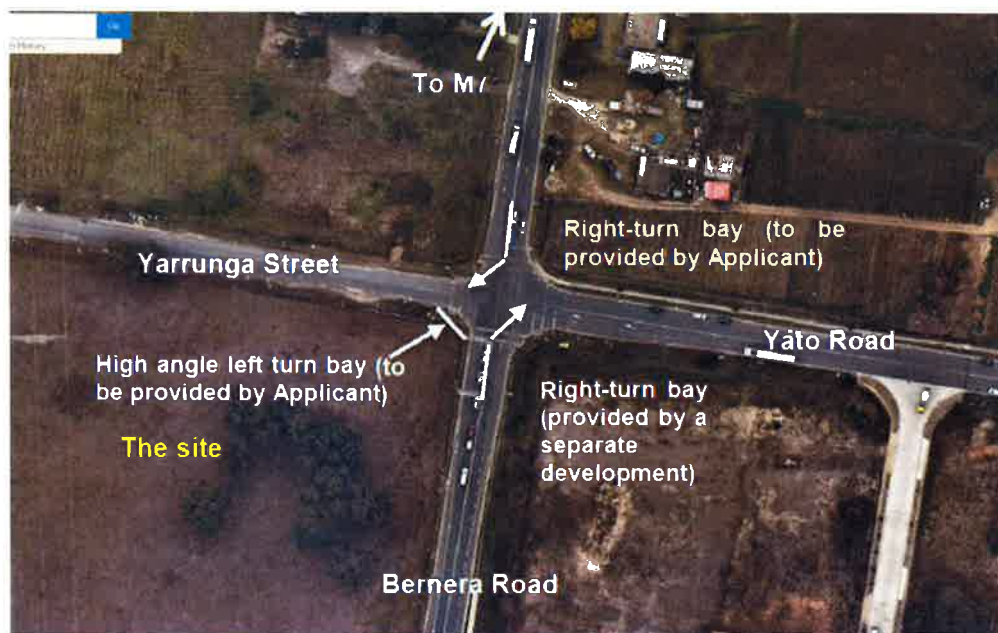 Go
To M7
Right-turn bay (to be
provided by Applicant)
Yarrunga Street
High angle left turn bay (to
be provided by Applicant)
Yato Road
Right-turn bay
(provided by a
separate
development)
The site
Bernera Road